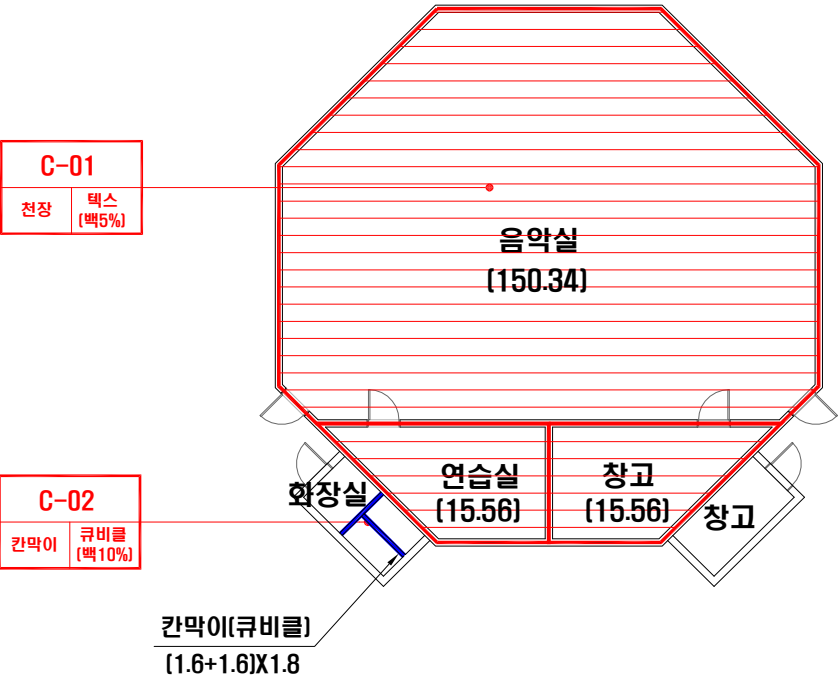 C-01
천장
텍스
(백5%)
음악실
(150.34)
C-02
칸막이
큐비클
(백10%)
화장실
연습실
(15.56)
창고
(15.56)
창고
칸막이(큐비클)
(1.6+1.6)X1.8